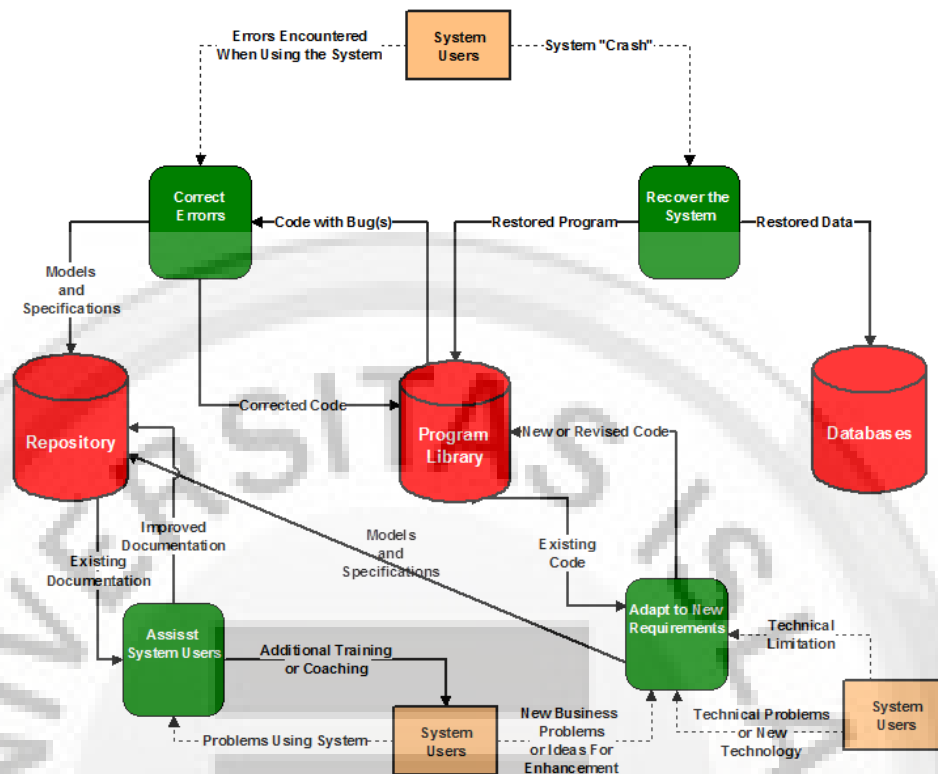 Errors Encountered
When Using the System
System
Users
System "Crash"
Correct
Errorrs
Code with Bug(s)
Restored Program
Recover the
System
Restored Data
Models
and
Specifications
Repository
Corrected Code
Program
Library
New or Revised Code
Databases
Improved
Documentation
Existing
Documentation
Models
and
Specifications
Existing
Code
Assisst
System Users
Additional Training
or Coaching
Adapt to New
Requirements
Technical
Limitation
Problems Using System
System
Users
New Business
Problems
or Ideas For
Enhancement
Technical Problems
or New
Technology
System
Users